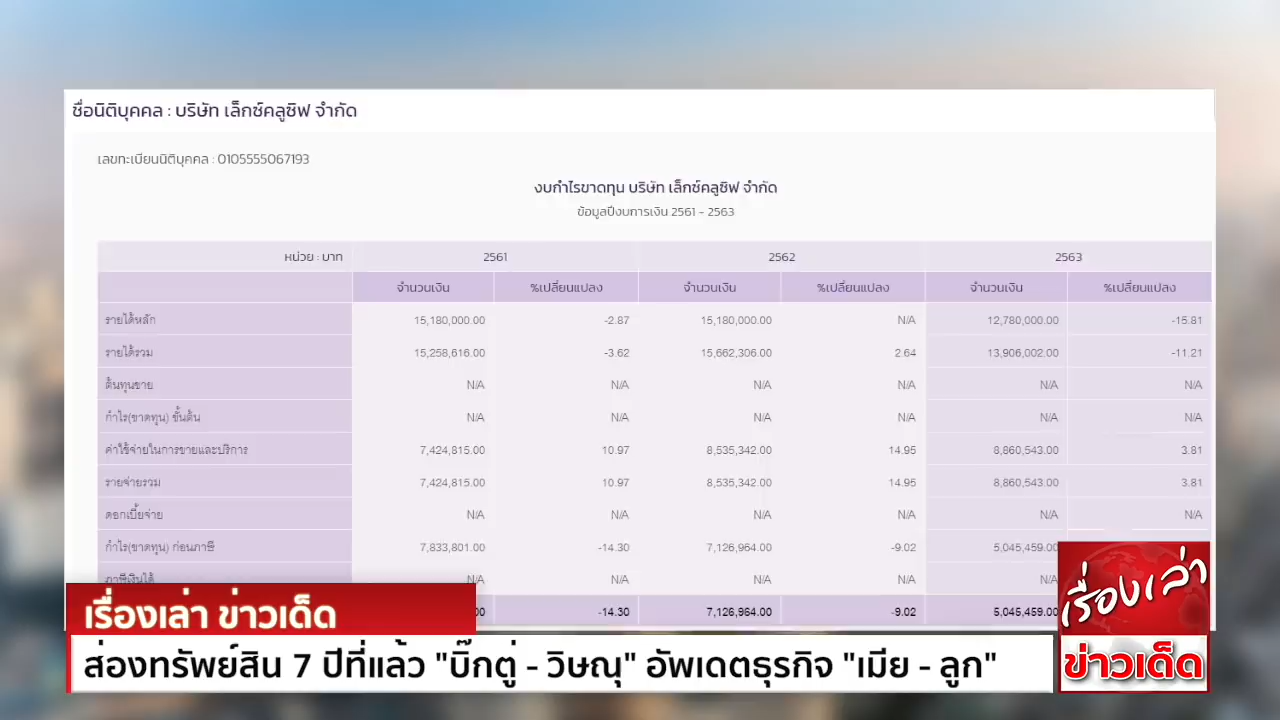 ชื่อนิติบุคคล : บริษัท เล็กซ์คลูซิฟ จำกัด
เลขทะเบียนนิติบุคคล : 0105555067193
งบกำไรขาดทุน บริษัท เล็กซ์คลูซิฟ จำกัด
ข้อมูลปีงบการเงิน 2561 - 2563
หน่วย : บาท 2561 2562 2563
จำนวนเงิน %เปลี่ยนแปลง จำนวนเงิน %เปลี่ยนแปลง จำนวนเงิน %เปลี่ยนแปลง
รายได้หลัก 15,180,000.00 -2.87 15,180,000.00 N/A 12,780,000.00 -15.81
รายได้รวม 15,258,616.00 -3.62 15,662,306.00 2.64 13,906,002.00 -11.21
ต้นทุนขาย N/A N/A N/A N/A N/A N/A
กำไร(ขาดทุน) ขั้นต้น N/A N/A N/A N/A N/A N/A
ค่าใช้จ่ายในการขายและบริการ 7,424,815.00 10.97 8,535,342.00 14.95 8,860,543.00 3.81
รายจ่ายรวม 7,424,815.00 10.97 8,535,342.00 14.95 8,860,543.00 3.81
ดอกเบี้ยจ่าย N/A N/A N/A N/A N/A N/A
กำไร(ขาดทุน) ก่อนภาษี 7,833,801.00 -14.30 7,126,964.00 -9.02 5,045,459.00
ภาษีเงินได้ N/A N/A N/A N/A N/A
-14.30 7,126,964.00 -9.02 5,045,459.00
เรื่องเล่า ข่าวเด็ด
ส่องทรัพย์สิน 7 ปีที่แล้ว "บิ๊กตู่ - วิษณุ" อัพเดตธุรกิจ "เมีย - ลูก"
เรื่องเล่า
ข่าวเด็ด